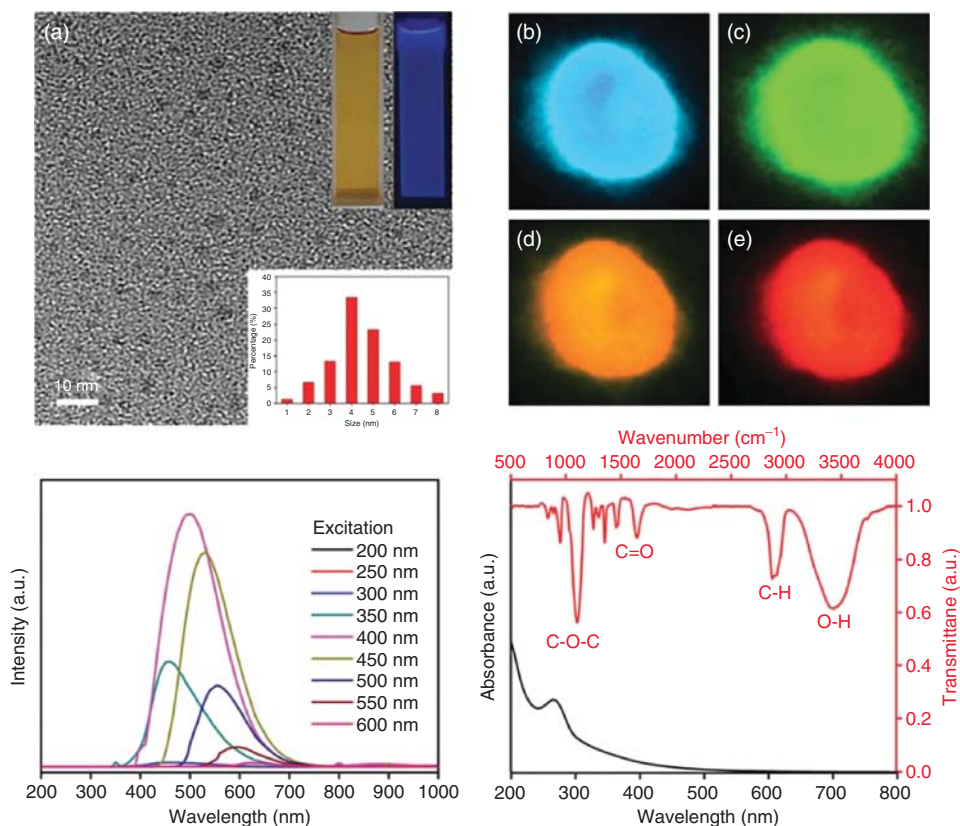 (a)
10 nm
Percentage (%)
40
35
30
25
20
15
10
5
0
1 2 3 4 5 6 7 8
Size (nm)
(b)
(c)
(d)
(e)
Intensity (a.u.)
Excitation
200 nm
250 nm
300 nm
350 nm
400 nm
450 nm
500 nm
550 nm
600 nm
200 300 400 500 600 700 800 900 1000
Wavelength (nm)
Wavenumber (cm⁻¹)
500 1000 1500 2000 2500 3000 3500 4000
Absorbance (a.u.)
C-O-C
C=O
C-H
O-H
1.0
0.8
0.6
0.4
0.2
0.0
Transmittane (a.u.)
200 300 400 500 600 700 800
Wavelength (nm)